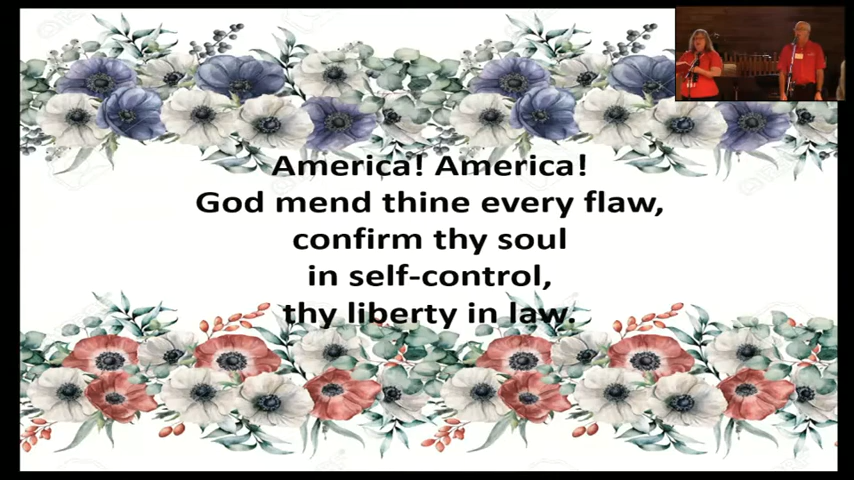 America! America!
God mend thine every flaw,
confirm thy soul
in self-control,
thy liberty in law.